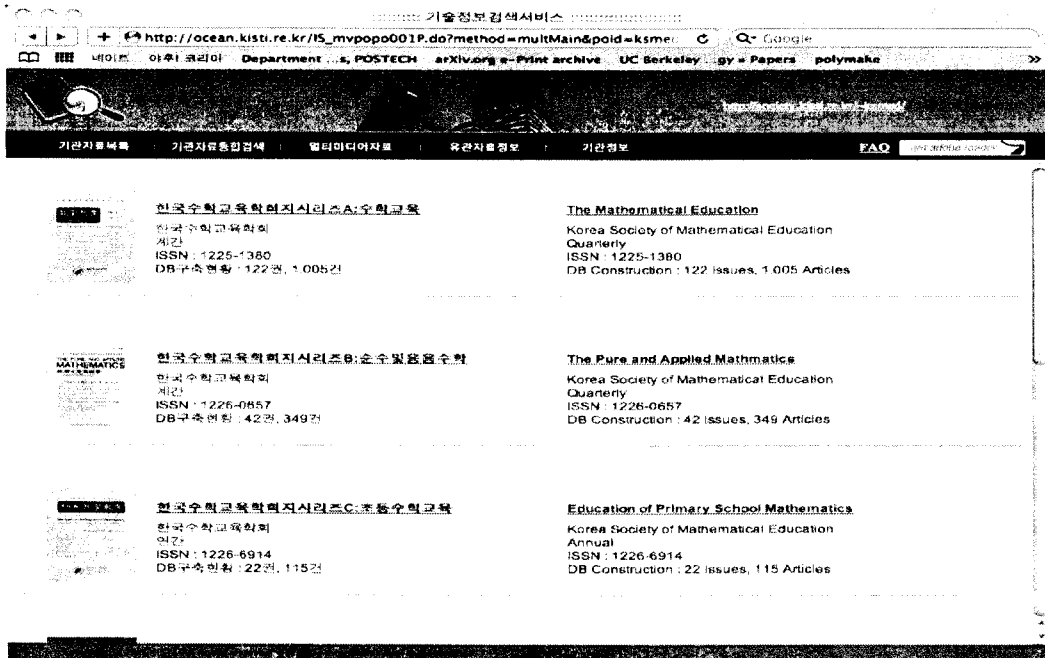 기술정보검색서비스
http://ocean.kisti.re.kr/IS_mvpopo001P.do?method=multMain&poid=ksme
Google
네이트 야후! 코리아 Department ...s, POSTECH arXiv.org e-Print archive UC Berkeley ...gy = Papers polymake »
기관자료목록 기관자료통합검색 멀티미디어자료 유관자료정보 기관정보 FAQ
한국수학교육학회지시리즈A:수학교육
한국수학교육학회
계간
ISSN : 1225-1380
DB구축현황 : 122권, 1,005건
The Mathematical Education
Korea Society of Mathematical Education
Quarterly
ISSN : 1225-1380
DB Construction : 122 Issues, 1,005 Articles
MATHEMATICS
한국수학교육학회지시리즈B:순수및응용수학
한국수학교육학회
계간
ISSN : 1226-0657
DB구축현황 : 42권, 349건
The Pure and Applied Mathmatics
Korea Society of Mathematical Education
Quarterly
ISSN : 1226-0657
DB Construction : 42 Issues, 349 Articles
한국수학교육학회지시리즈C:초등수학교육
한국수학교육학회
연간
ISSN : 1226-6914
DB구축현황 : 22권, 115건
Education of Primary School Mathematics
Korea Society of Mathematical Education
Annual
ISSN : 1226-6914
DB Construction : 22 Issues, 115 Articles